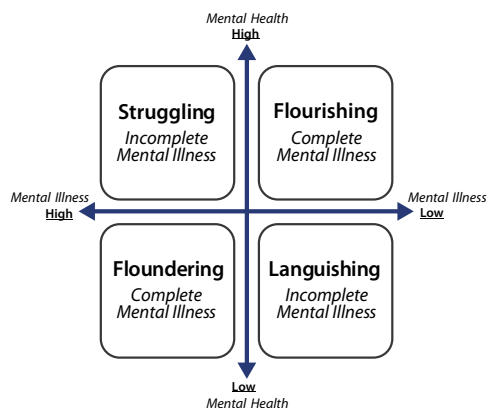 Mental Health
High
Struggling
Incomplete
Mental Illness
Flourishing
Complete
Mental Illness
Mental Illness
High
Mental Illness
Low
Floundering
Complete
Mental Illness
Languishing
Incomplete
Mental Illness
Low
Mental Health